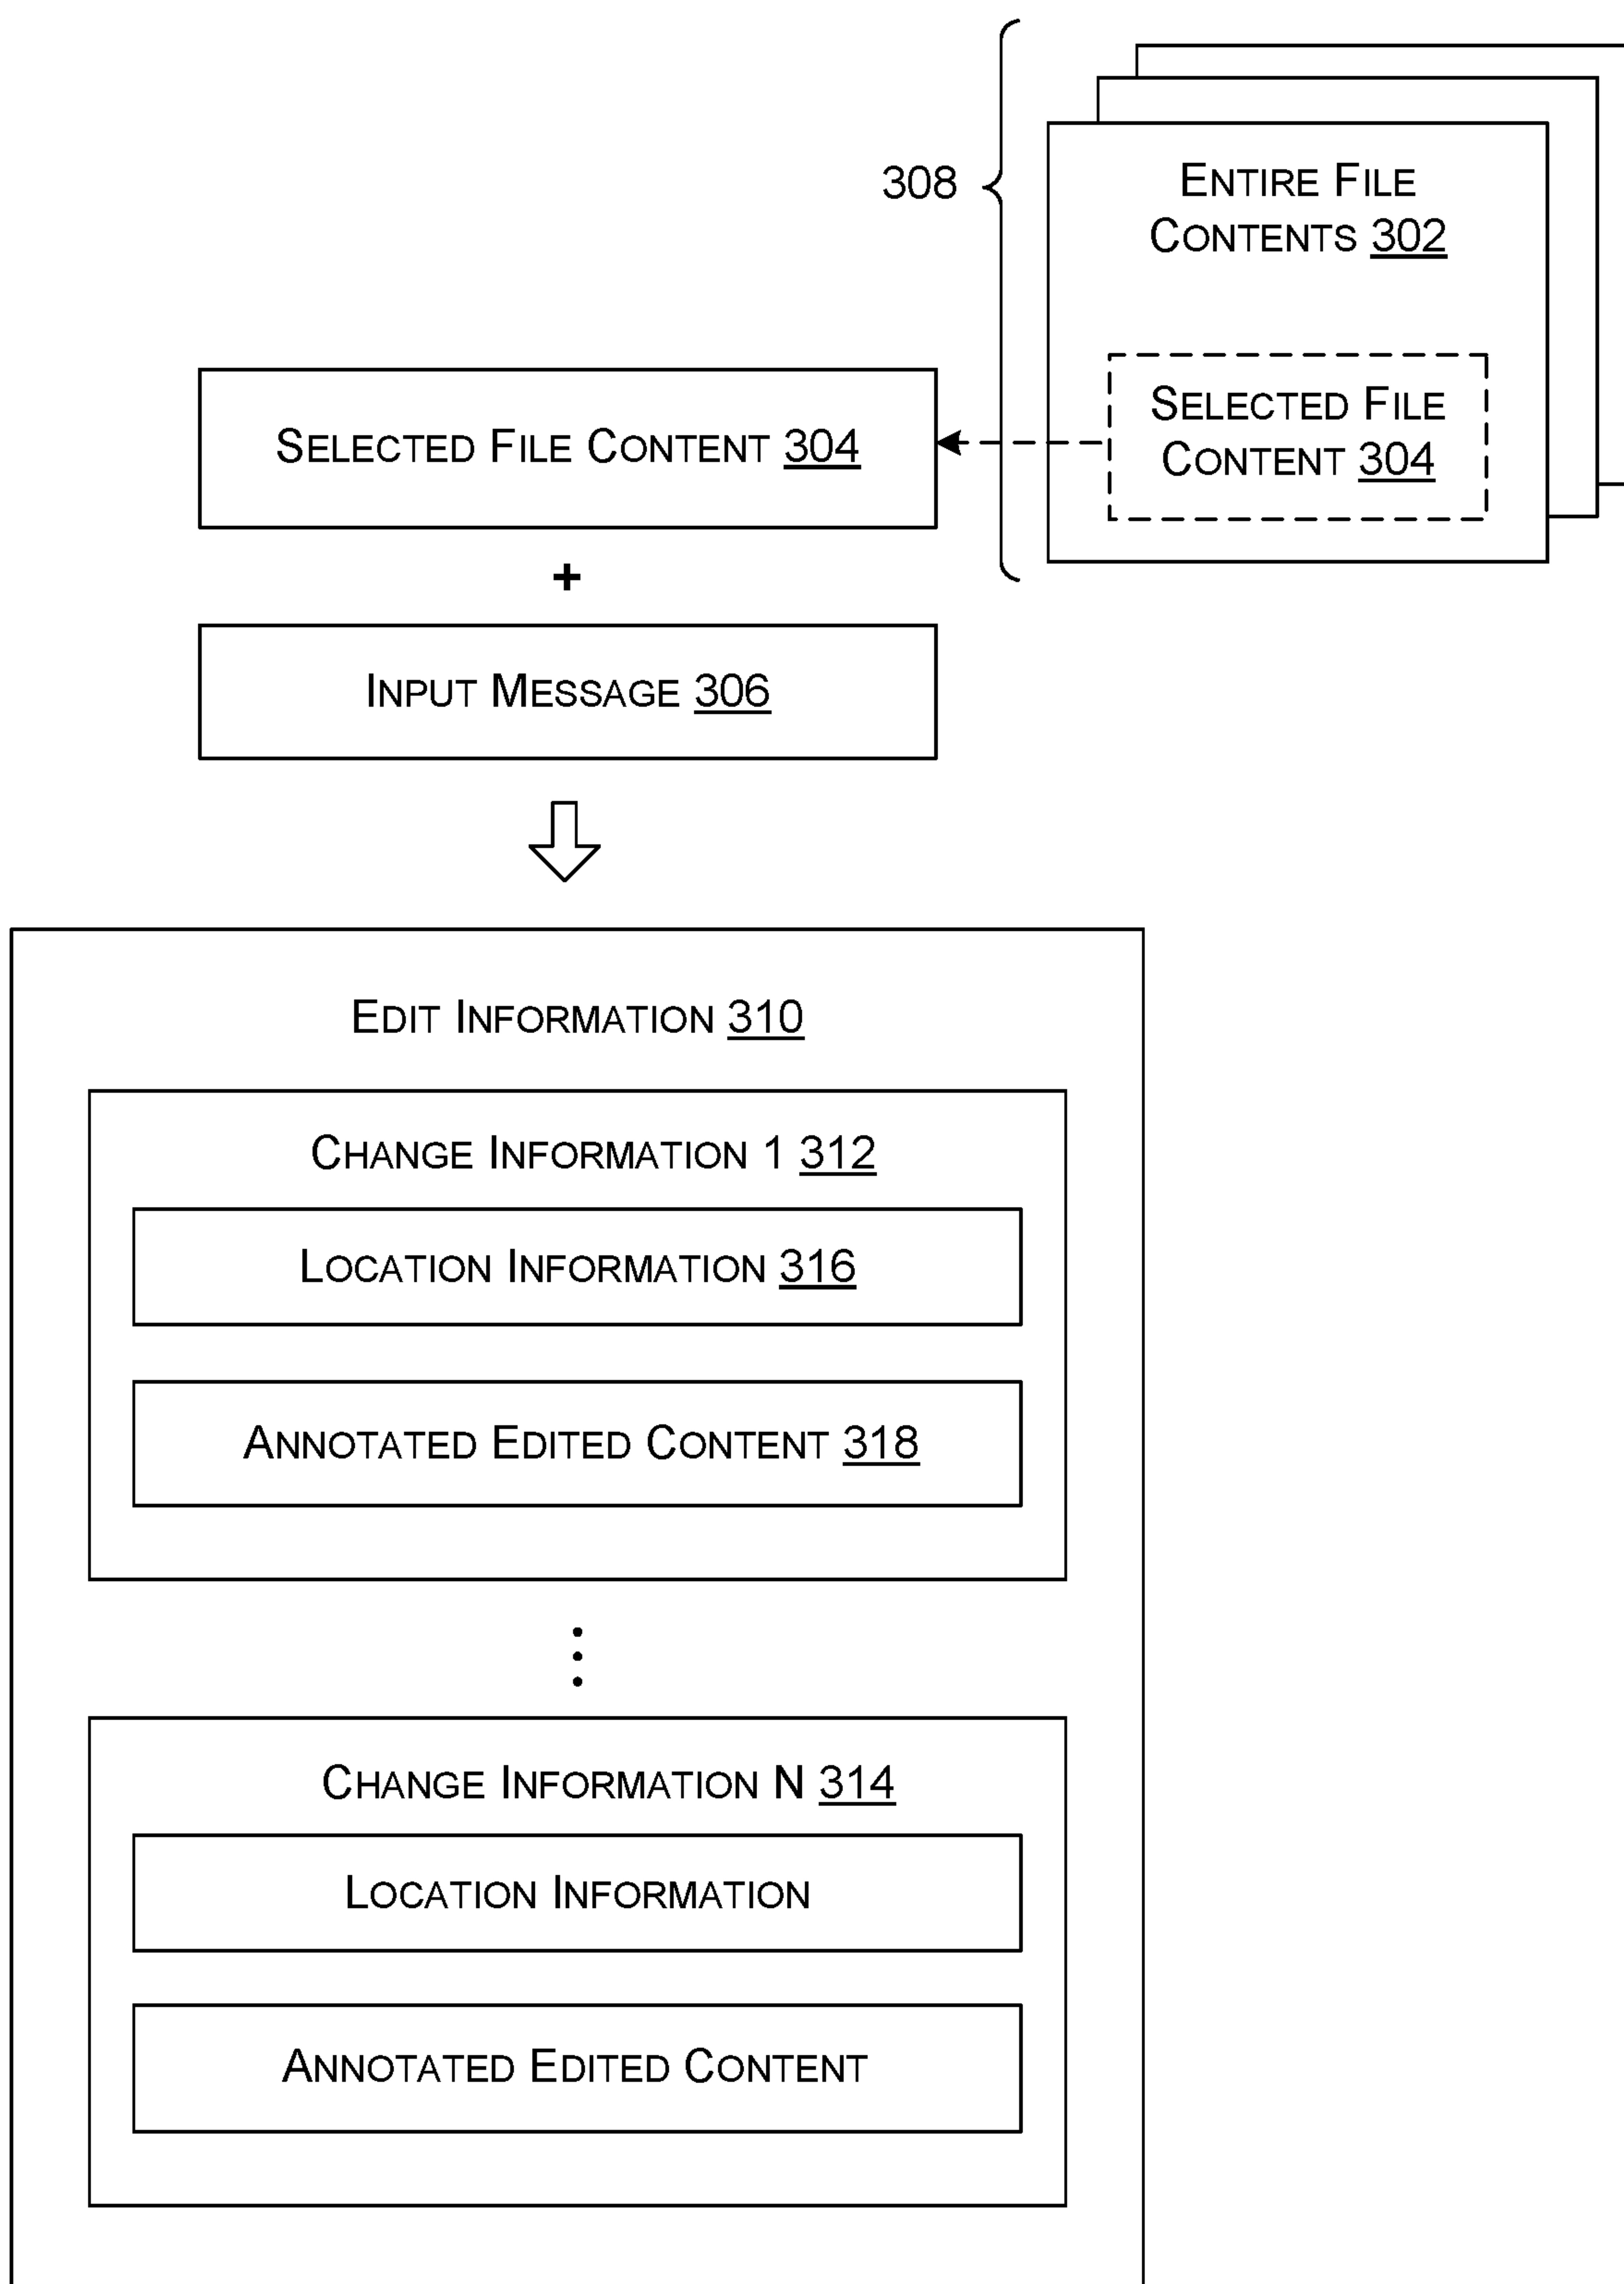 308
ENTIRE FILE
CONTENTS 302
SELECTED FILE
CONTENT 304
SELECTED FILE CONTENT 304
+
INPUT MESSAGE 306
EDIT INFORMATION 310
CHANGE INFORMATION 1 312
LOCATION INFORMATION 316
ANNOTATED EDITED CONTENT 318
CHANGE INFORMATION N 314
LOCATION INFORMATION
ANNOTATED EDITED CONTENT